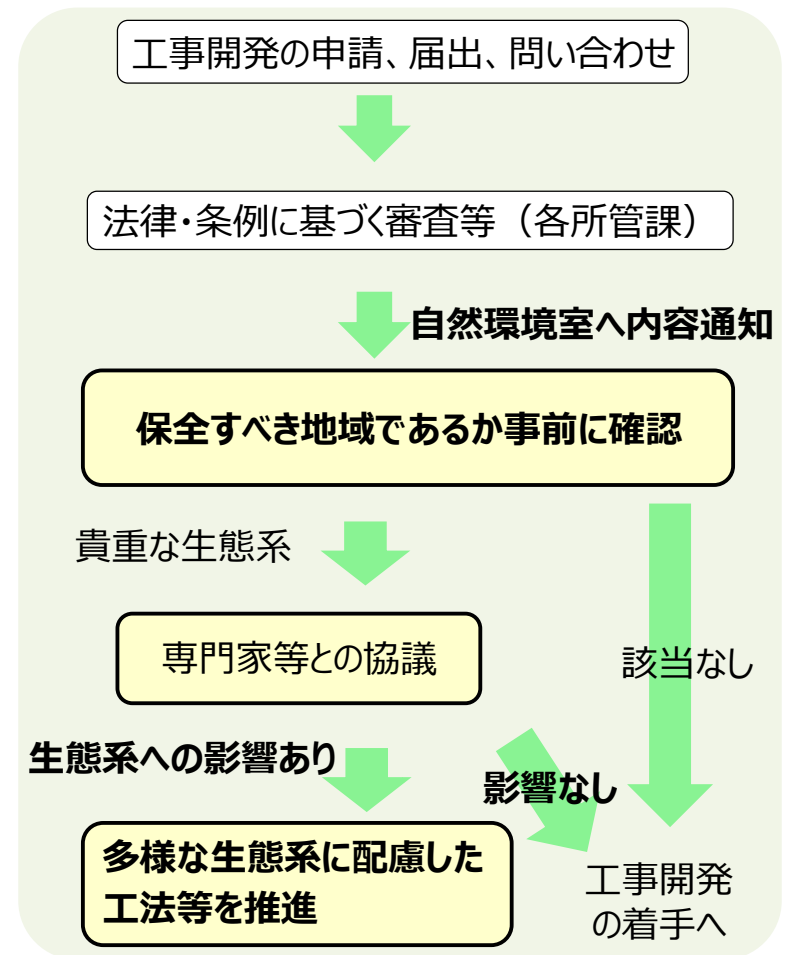 工事開発の申請、届出、問い合わせ
法律・条例に基づく審査等（各所管課）
自然環境室へ内容通知
保全すべき地域であるか事前に確認
貴重な生態系
専門家等との協議
該当なし
生態系への影響あり
影響なし
多様な生態系に配慮した
工法等を推進
工事開発
の着手へ